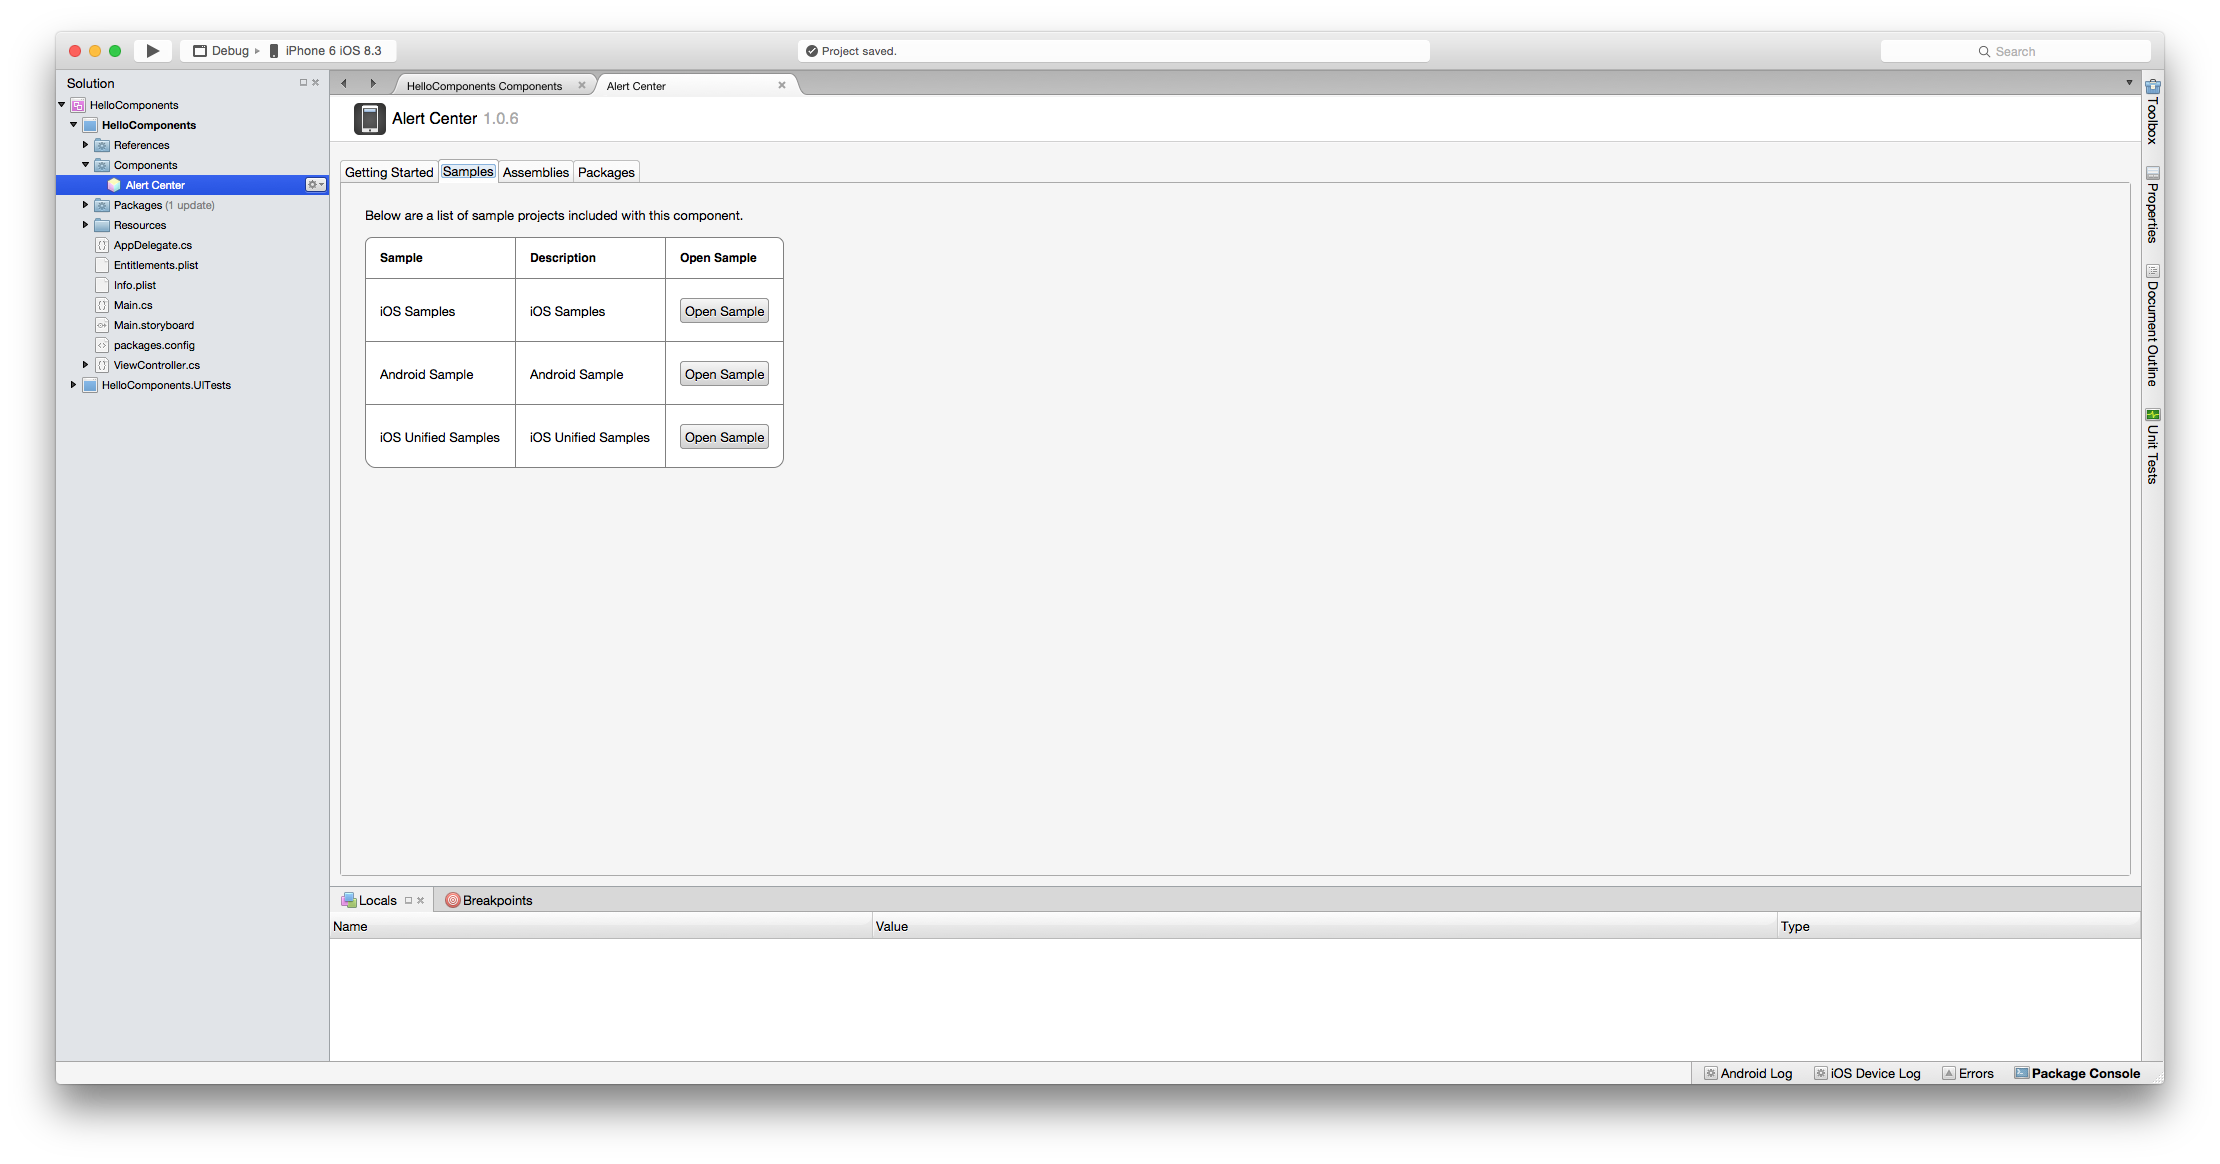 Debug
iPhone 6 iOS 8.3
Project saved.
Search
Solution
HelloComponents
HelloComponents
References
Components
Alert Center
Packages (1 update)
Resources
AppDelegate.cs
Entitlements.plist
Info.plist
Main.cs
Main.storyboard
packages.config
ViewController.cs
HelloComponents.UITests
HelloComponents Components
Alert Center
Alert Center 1.0.6
Getting Started
Samples
Assemblies
Packages
Below are a list of sample projects included with this component.
Sample Description Open Sample
iOS Samples iOS Samples Open Sample
Android Sample Android Sample Open Sample
iOS Unified Samples iOS Unified Samples Open Sample
Toolbox
Properties
Document Outline
Unit Tests
Locals
Breakpoints
Name Value Type
Android Log
iOS Device Log
Errors
Package Console